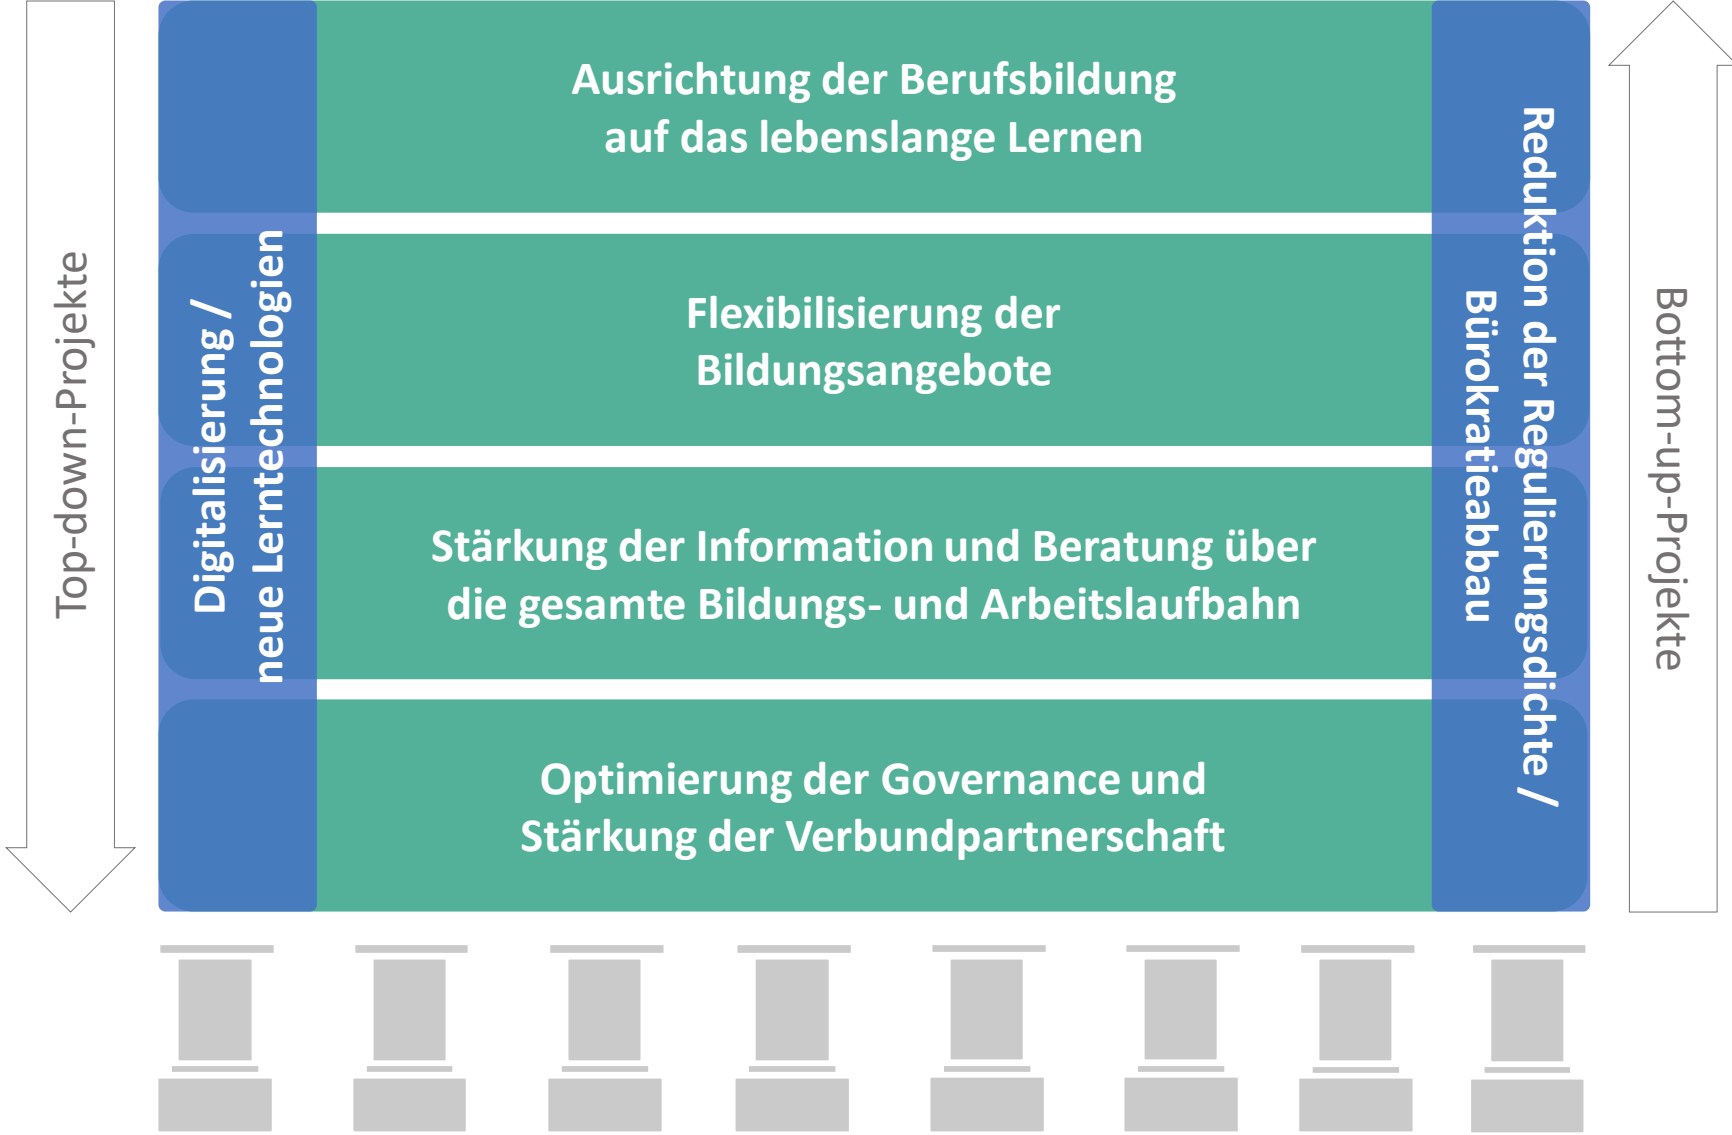 Top-down-Projekte
Digitalisierung /
neue Lerntechnologien
Ausrichtung der Berufsbildung
auf das lebenslange Lernen
Flexibilisierung der
Bildungsangebote
Stärkung der Information und Beratung über
die gesamte Bildungs- und Arbeitslaufbahn
Optimierung der Governance und
Stärkung der Verbundpartnerschaft
Reduktion der Regulierungsdichte /
Bürokratieabbau
Bottom-up-Projekte